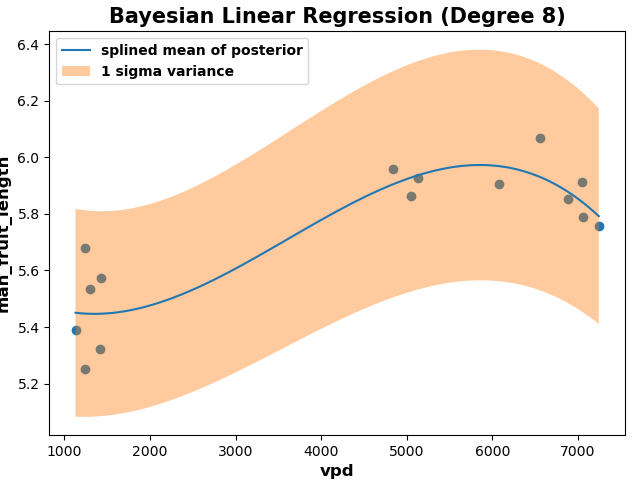 Bayesian Linear Regression (Degree 8)
splined mean of posterior
1 sigma variance
6.4
6.2
6.0
5.8
5.6
5.4
5.2
man_fruit_length
1000 2000 3000 4000 5000 6000 7000
vpd